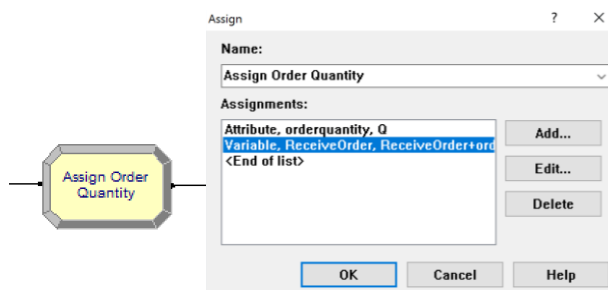 Assign
?
Name:
Assign Order Quantity
Assignments:
Attribute, orderquantity, Q
Variable, ReceiveOrder, ReceiveOrder+ord
<End of list>
Add...
Edit...
Delete
OK
Cancel
Help
Assign Order
Quantity